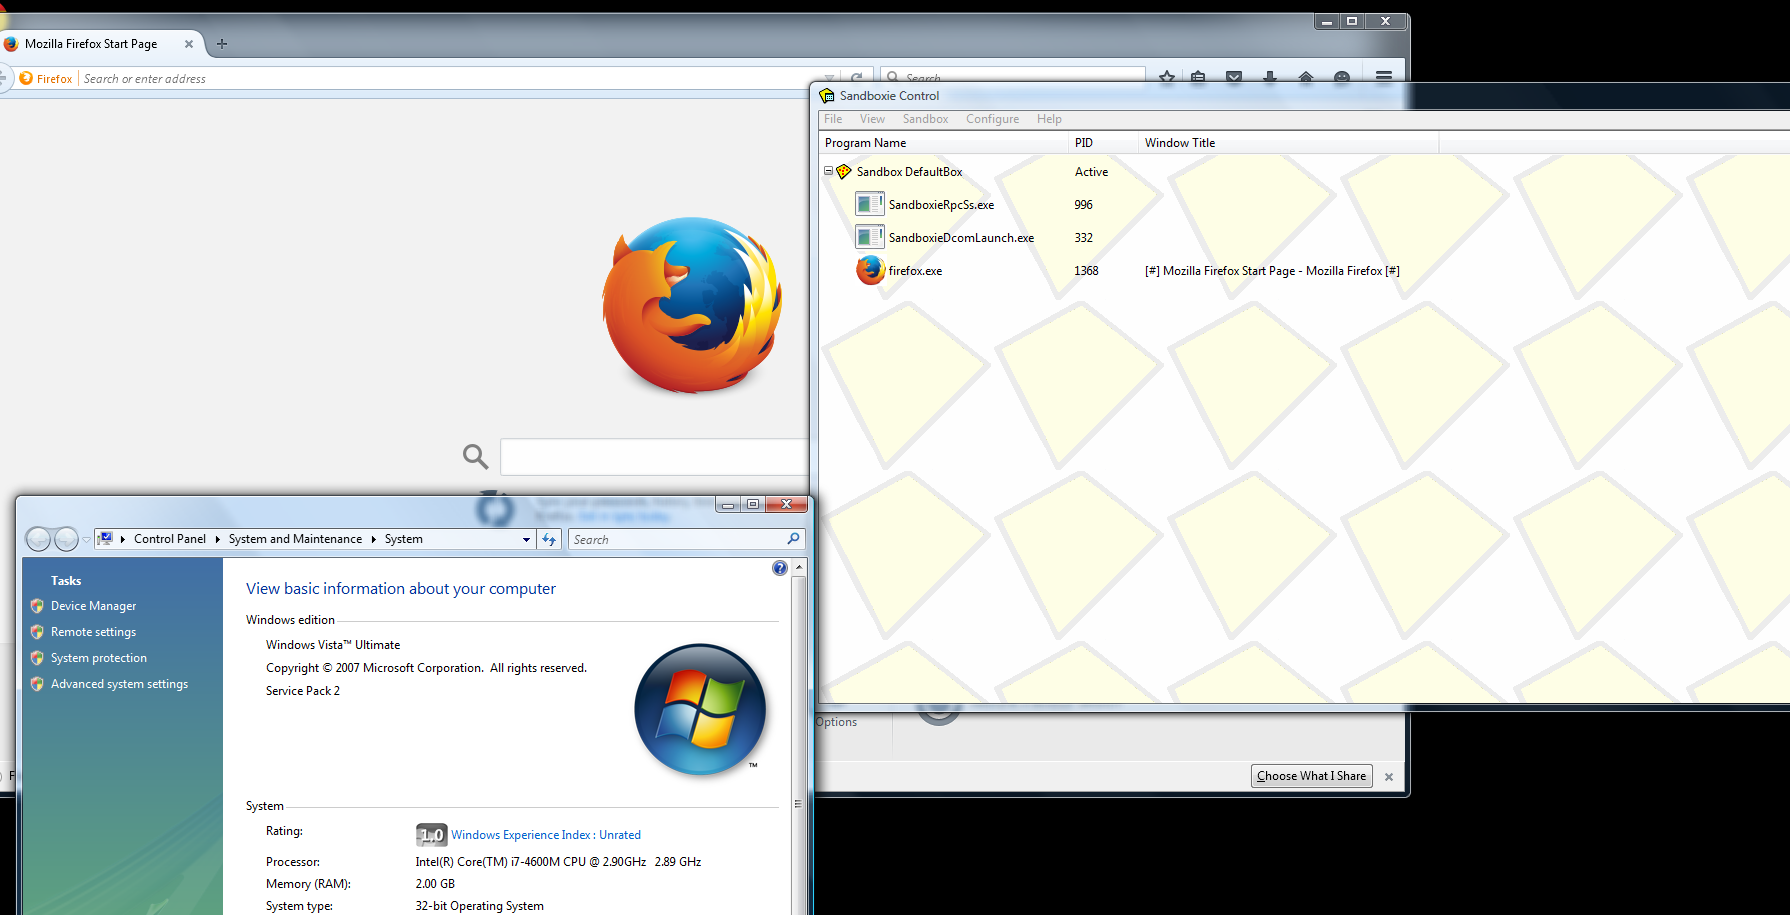 Mozilla Firefox Start Page
Firefox
Search or enter address
Search
Sandboxie Control
File View Sandbox Configure Help
Program Name PID Window Title
Sandbox DefaultBox Active
SandboxieRpcSs.exe 996
SandboxieDcomLaunch.exe 332
firefox.exe 1368 [#] Mozilla Firefox Start Page - Mozilla Firefox [#]
Options
Choose What I Share
F
Control Panel System and Maintenance System
Search
Tasks
Device Manager
Remote settings
System protection
Advanced system settings
View basic information about your computer
Windows edition
Windows Vista™ Ultimate
Copyright © 2007 Microsoft Corporation. All rights reserved.
Service Pack 2
TM
System
Rating: 1.0 Windows Experience Index : Unrated
Processor: Intel(R) Core(TM) i7-4600M CPU @ 2.90GHz 2.89 GHz
Memory (RAM): 2.00 GB
System type: 32-bit Operating System